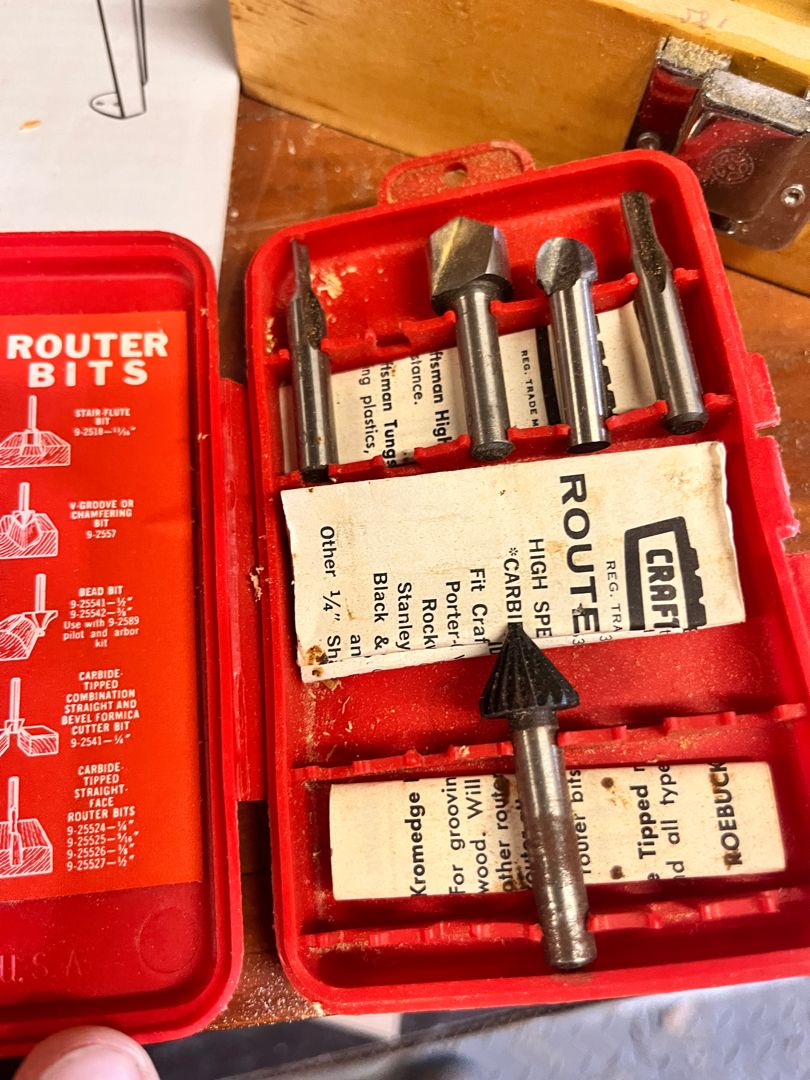 ROUTER
BITS
STAIR-FLUTE
BIT
9-2518—11/16"
V-GROOVE OR
CHAMFERING
BIT
9-2557
BEAD BIT
9-25541—½"
9-25542—⅜"
Use with 9-2589
pilot and arbor
kit
CARBIDE-
TIPPED
COMBINATION
STRAIGHT AND
BEVEL FORMICA
CUTTER BIT
9-2541—¼"
CARBIDE-
TIPPED
STRAIGHT-
FACE
ROUTER BITS
9-25524—¼"
9-25525—5/16"
9-25526—⅜"
9-25527—½"
U.S.A
REG. TRADE M
ftsman High
stance.
ftsman Tungs
ng plastics,
CRAFT
REG. TRA
ROUTE
HIGH SPE
*CARBI
Fit Craf
Porter-
Rock
Stanley
Black &
an
Other ¼" Sh
ROEBUCK
nd all type
e Tipped
router bits
other route
wood. Will
For groovin
Kromedge